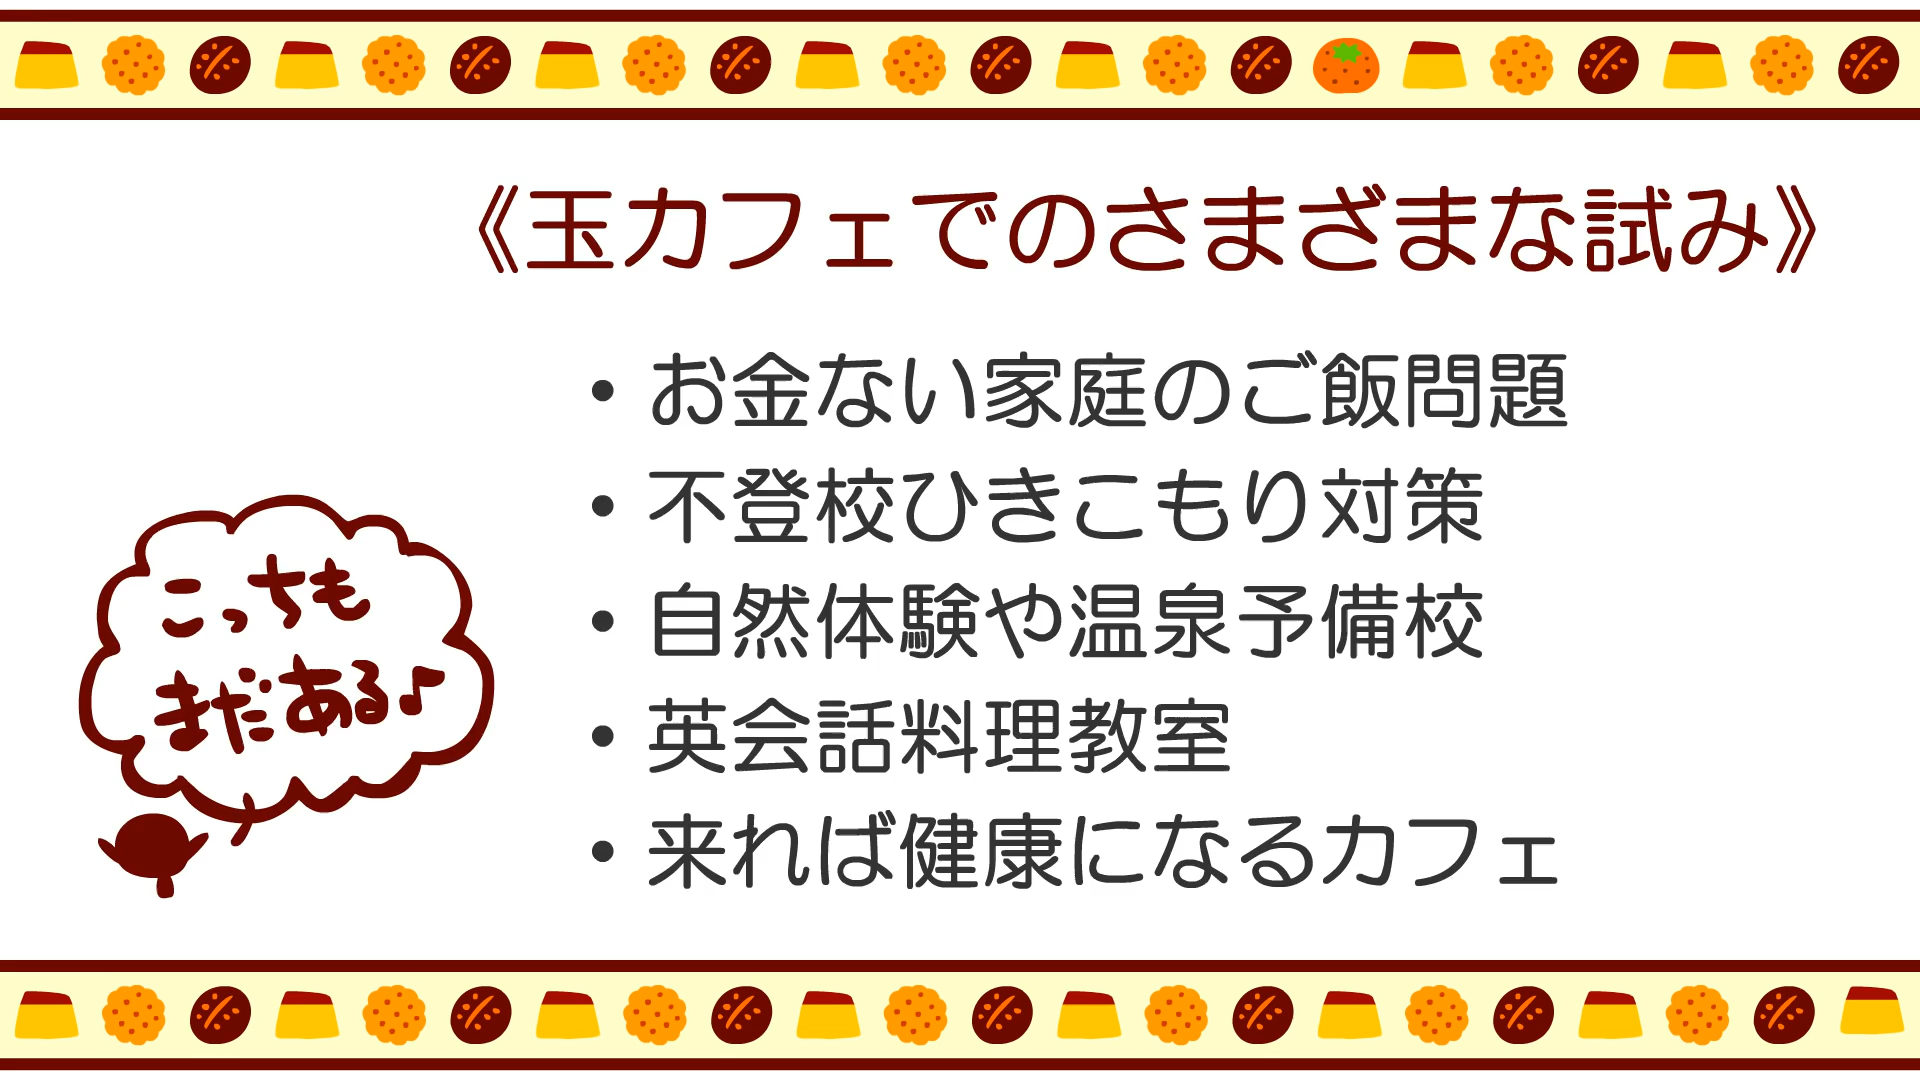 《玉カフェでのさまざまな試み》
・お金ない家庭のご飯問題
・不登校ひきこもり対策
・自然体験や温泉予備校
・英会話料理教室
・来れば健康になるカフェ
こっちも
まだある♪